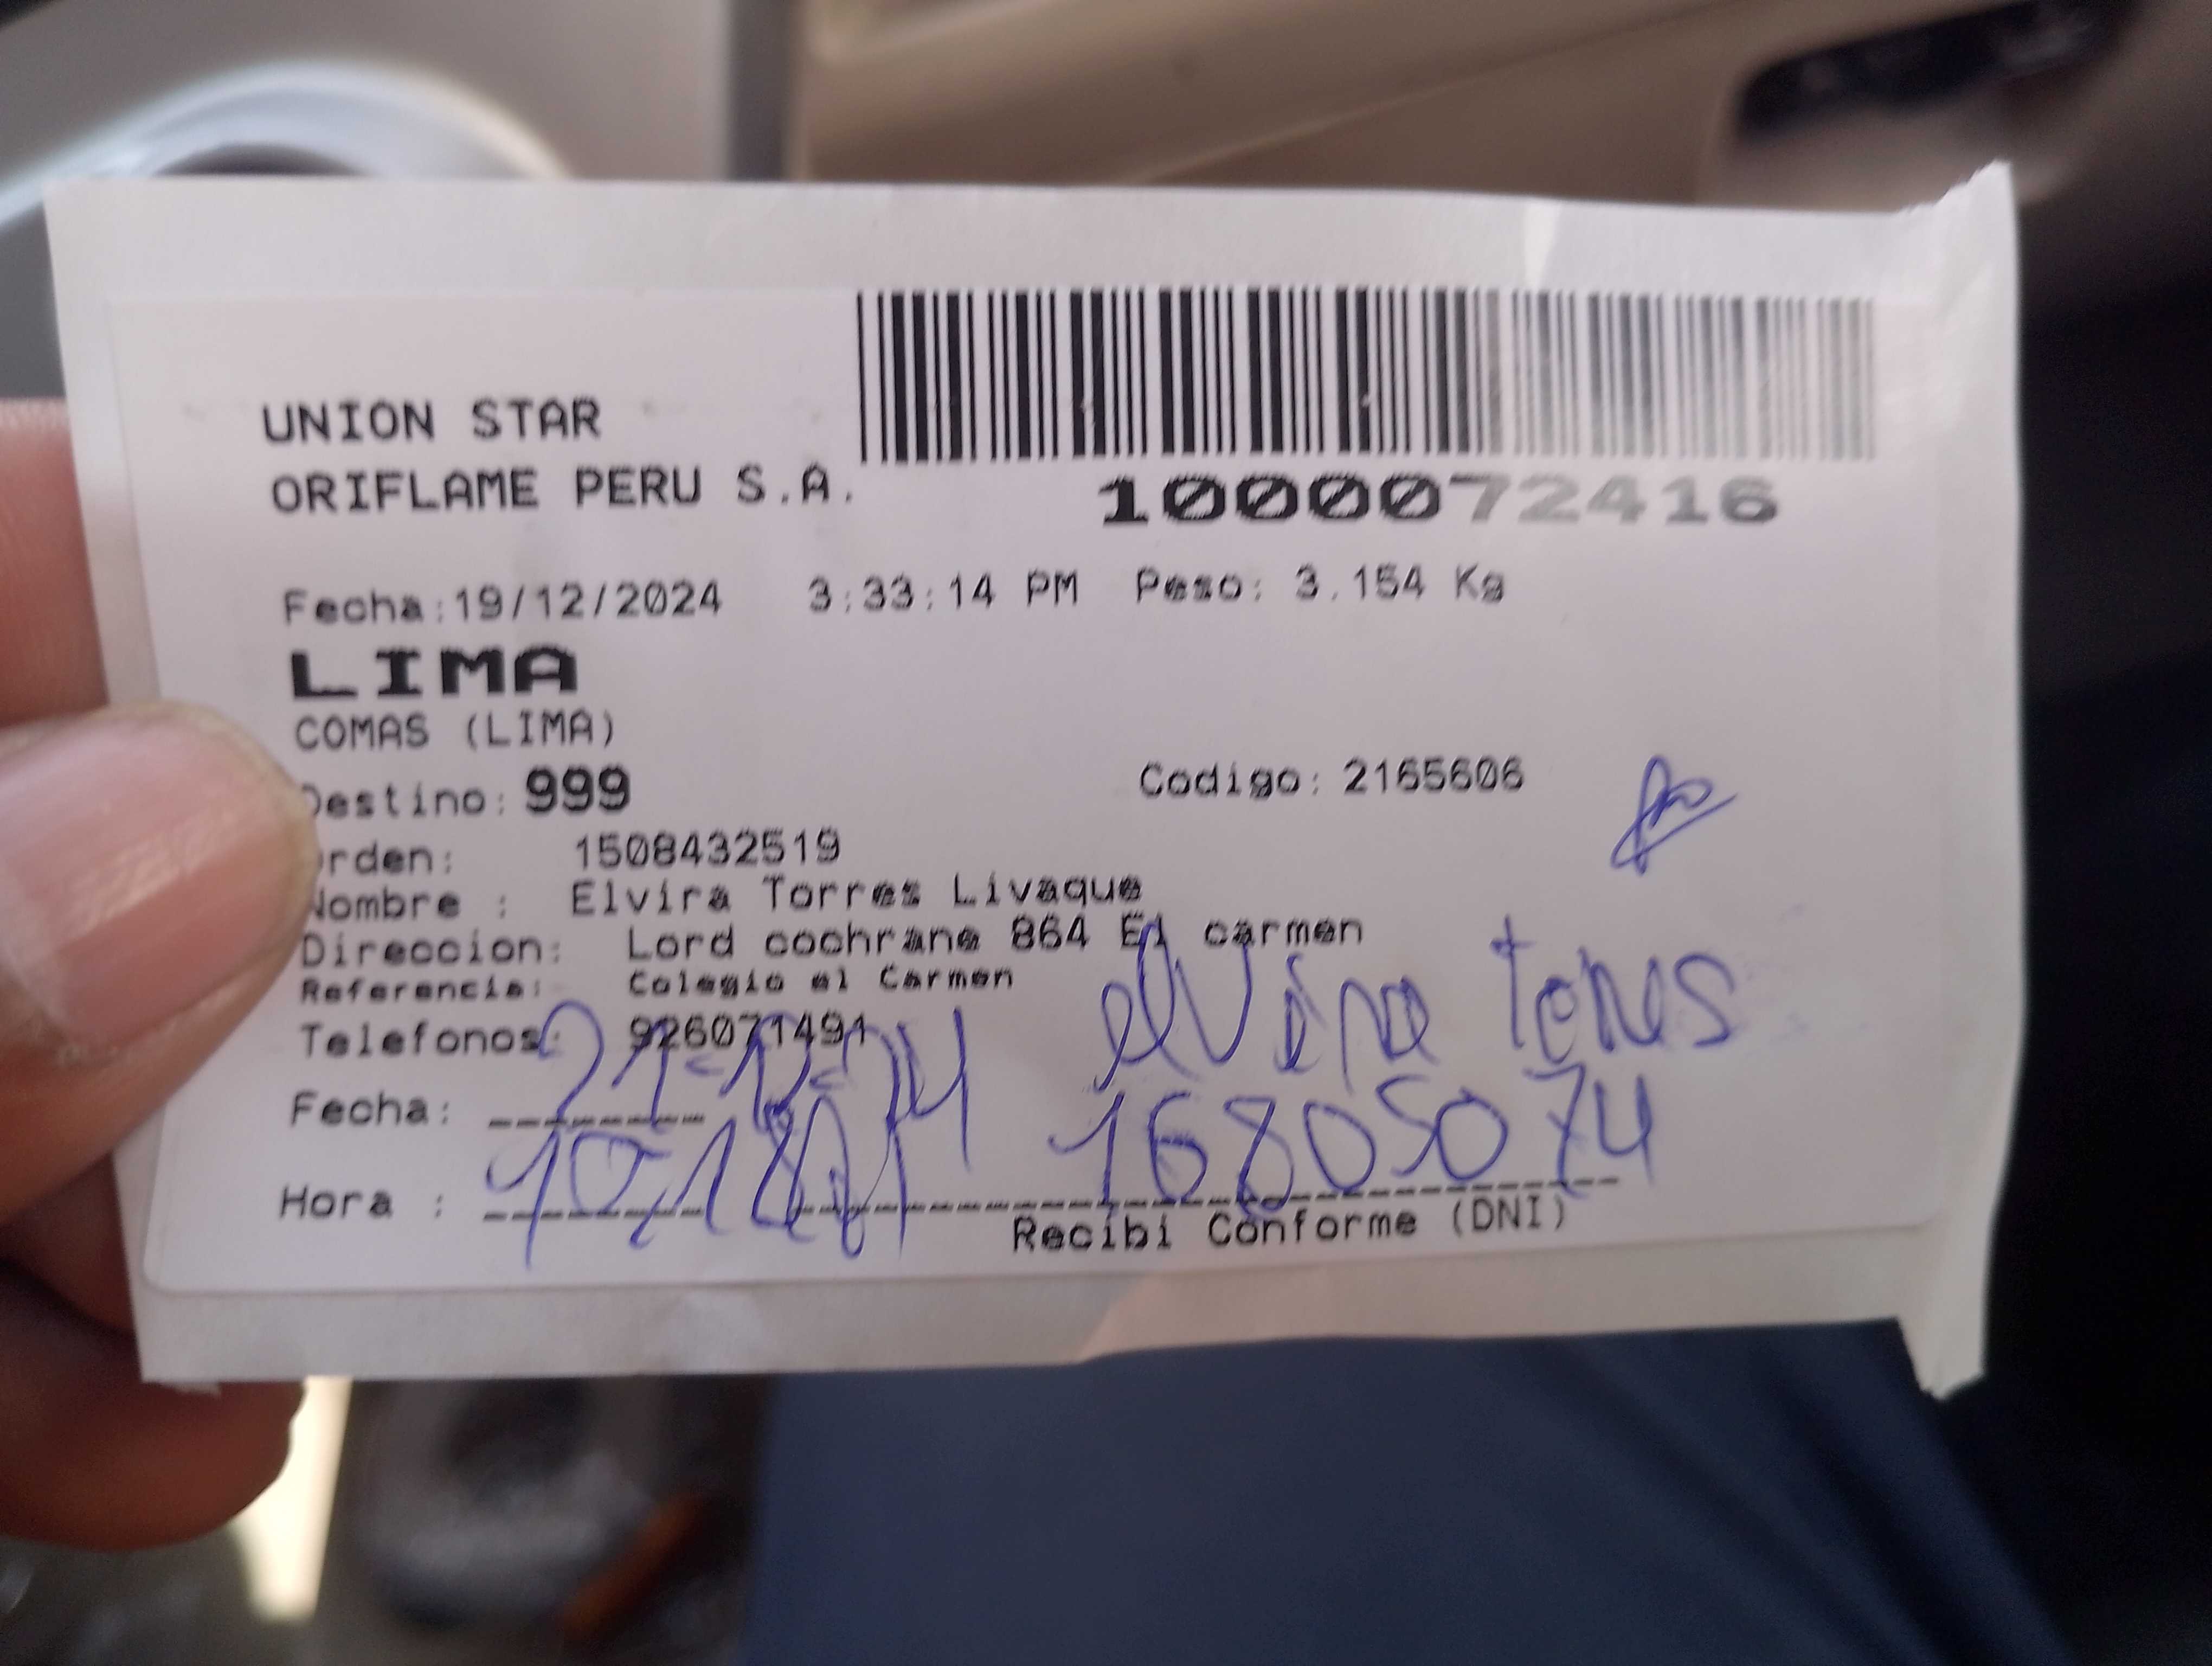 UNION STAR
ORIFLAME PERU S.A.
1000072416
Fecha:19/12/2024 3:33:14 PM Peso: 3.154 Kg
LIMA
COMAS (LIMA)
Destino: 999 Codigo: 2165606
Orden: 1508432519
Nombre : Elvira Torres Livaque
Direccion: Lord cochrane 864 El carmen
Referencia: Colegio el Carmen
Telefonos: 926071491
elvira torres
Fecha: 21-12-24
16805074
Hora :
Recibi Conforme (DNI)